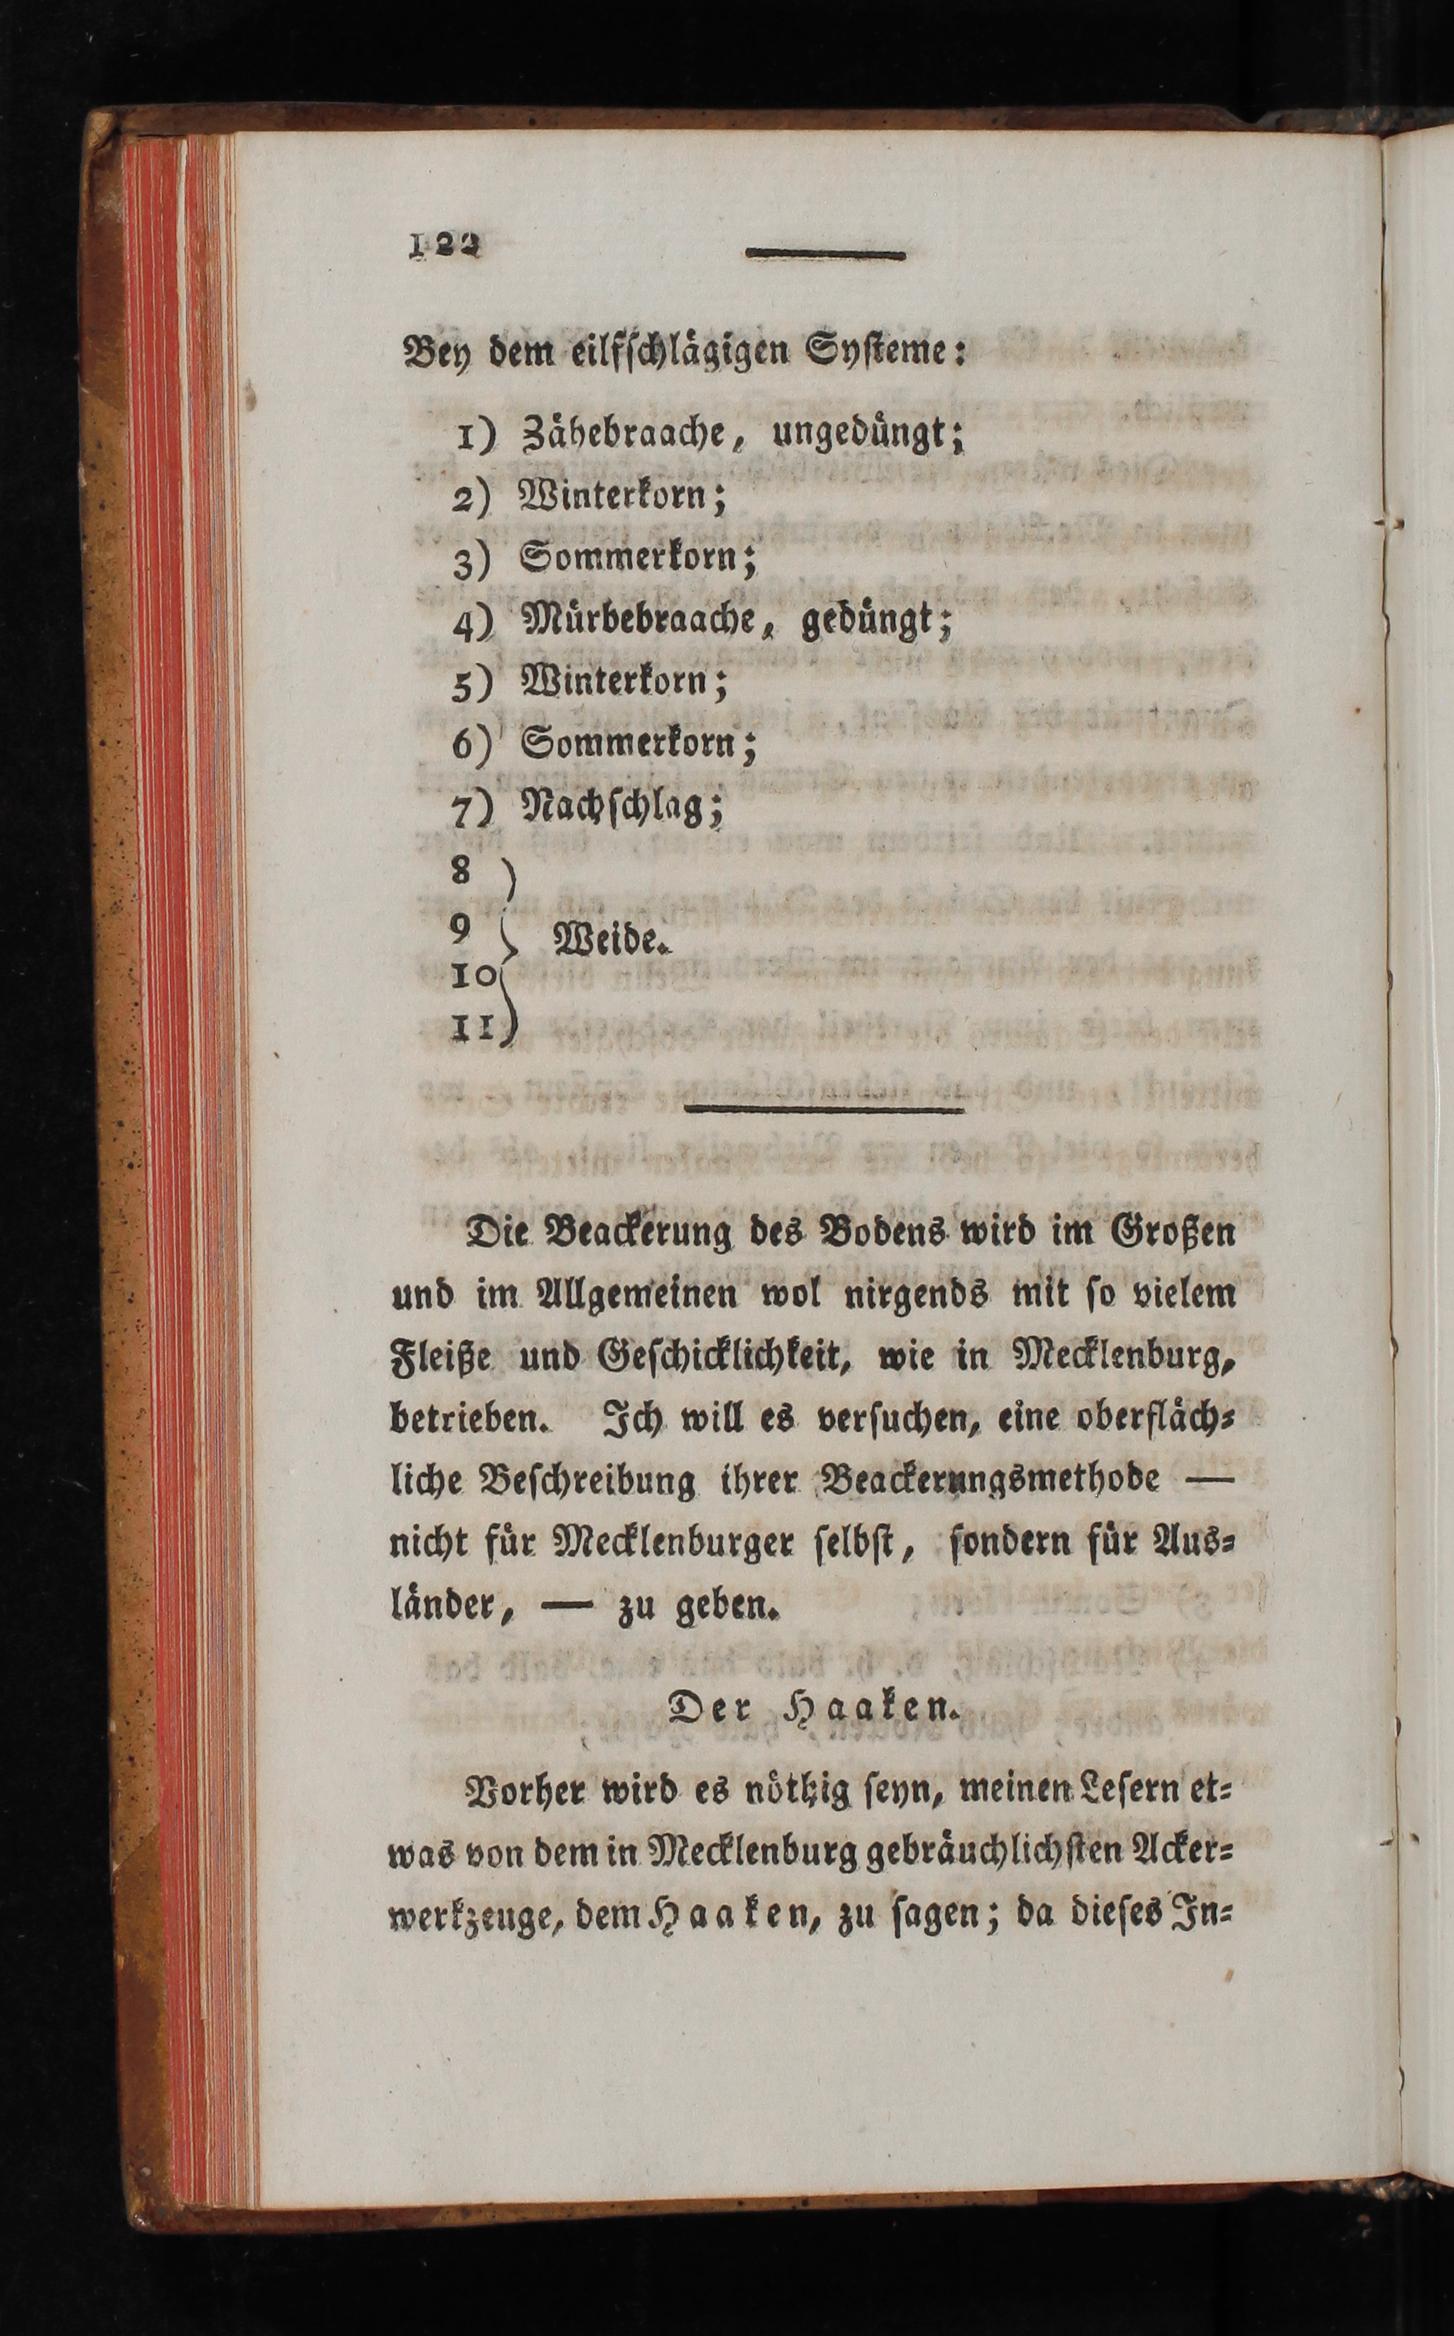 122
Bey dem eilfſchlägigen Syſteme:
1) Zähebraache, ungedüngt;
2) Winterkorn;
3) Sommerkorn;
4) Mürbebraache, gedüngt;
5) Winterkorn;
6) Sommerkorn;
7) Nachſchlag;
8 )
9 } Weide.
10
11)
Die Beackerung des Bodens wird im Großen
und im Allgemeinen wol nirgends mit ſo vielem
Fleiße und Geſchicklichkeit, wie in Mecklenburg,
betrieben. Ich will es verſuchen, eine oberfläch⸗
liche Beſchreibung ihrer Beackerungsmethode —
nicht für Mecklenburger ſelbſt, ſondern für Aus⸗
länder, — zu geben.
Der Haaken.
Vorher wird es nöthig ſeyn, meinen Leſern et⸗
was von dem in Mecklenburg gebräuchlichſten Acker⸗
werkzeuge, dem Haaken, zu ſagen; da dieſes In⸗